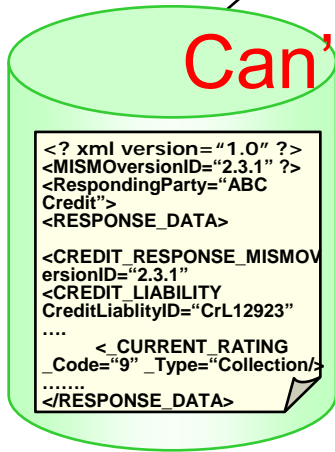 Can'
<? xml version="1.0" ?>
<MISMOversionID="2.3.1" ?>
<RespondingParty="ABC
Credit">
<RESPONSE_DATA>
<CREDIT_RESPONSE_MISMOV
ersionID="2.3.1"
<CREDIT_LIABILITY
CreditLiablityID="CrL12923"
....
<_CURRENT_RATING
_Code="9" _Type="Collection/>
.......
</RESPONSE_DATA>